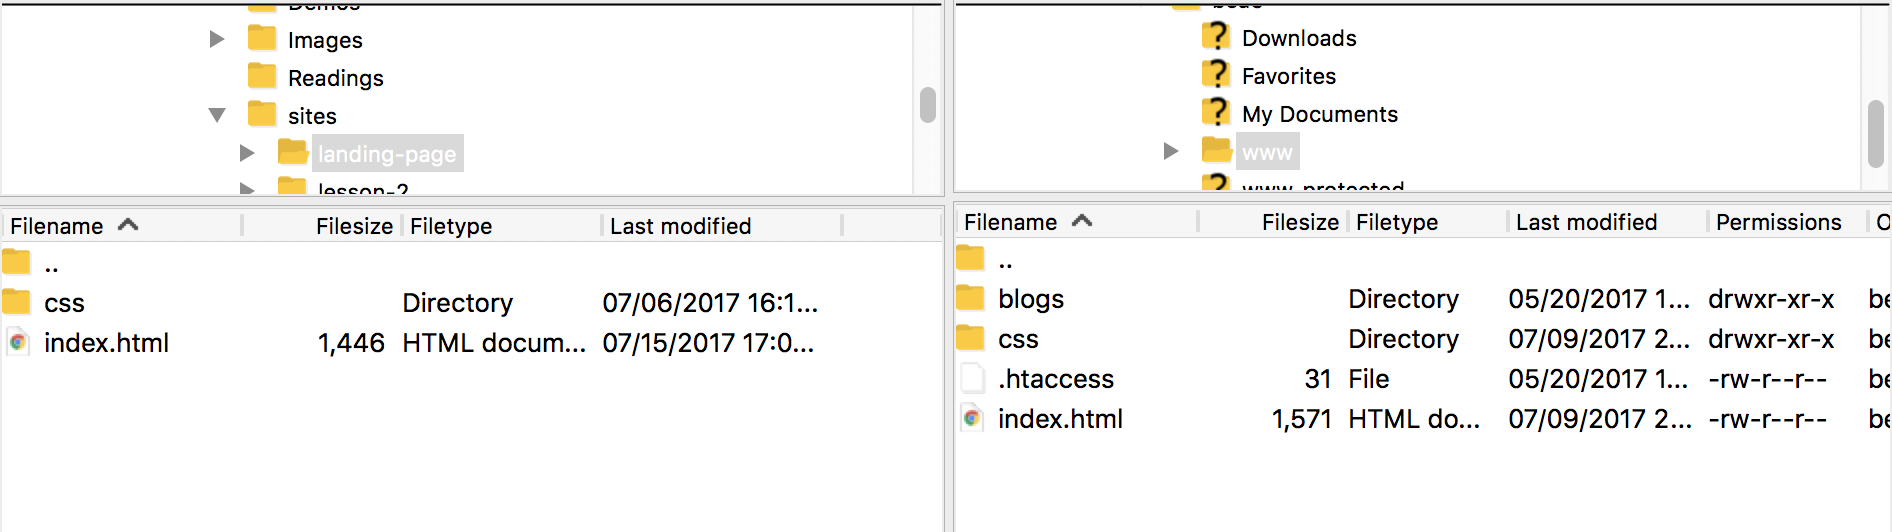 Demos
Images
Readings
sites
landing-page
lesson-2
Filename Filesize Filetype Last modified
..
css Directory 07/06/2017 16:1...
index.html 1,446 HTML docum... 07/15/2017 17:0...
Downloads
Favorites
My Documents
www
www_protected
Filename Filesize Filetype Last modified Permissions O
..
blogs Directory 05/20/2017 1... drwxr-xr-x be
css Directory 07/09/2017 2... drwxr-xr-x be
.htaccess 31 File 05/20/2017 1... -rw-r--r-- be
index.html 1,571 HTML do... 07/09/2017 2... -rw-r--r-- be